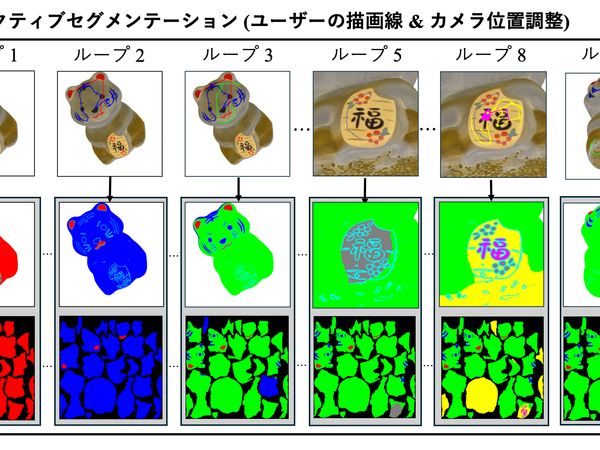 クティブセグメンテーション (ユーザーの描画線 & カメラ位置調整)
プ 1
ループ 2
ループ 3
ループ 5
ループ 8
ル
福
福
福
福
...
...
...
...
...
...
福
福